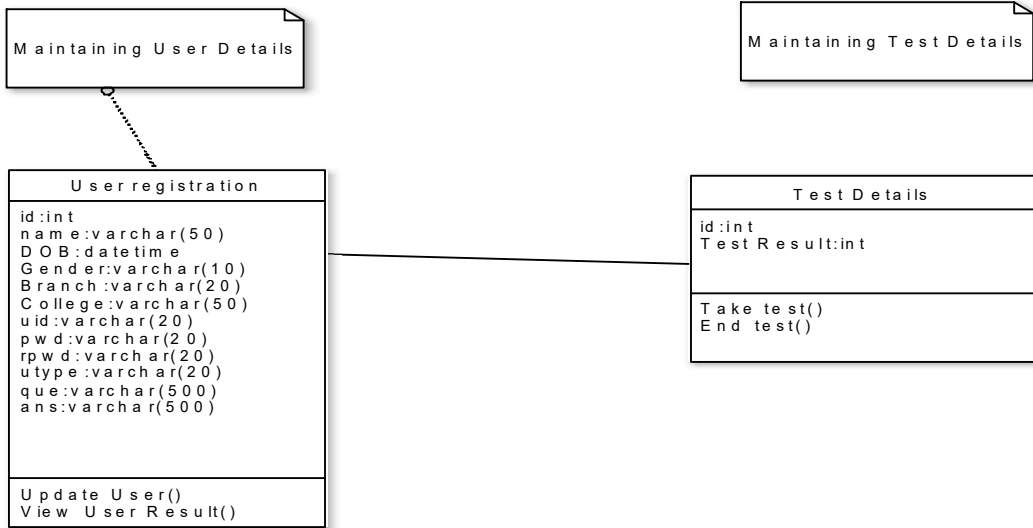 Maintaining User Details
Maintaining Test Details
User registration
id:int
name:varchar(50)
DOB:datetime
Gender:varchar(10)
Branch:varchar(20)
College:varchar(50)
uid:varchar(20)
pwd:varchar(20)
rpwd:varchar(20)
utype:varchar(20)
que:varchar(500)
ans:varchar(500)
Update User()
View User Result()
Test Details
id:int
Test Result:int
Take test()
End test()